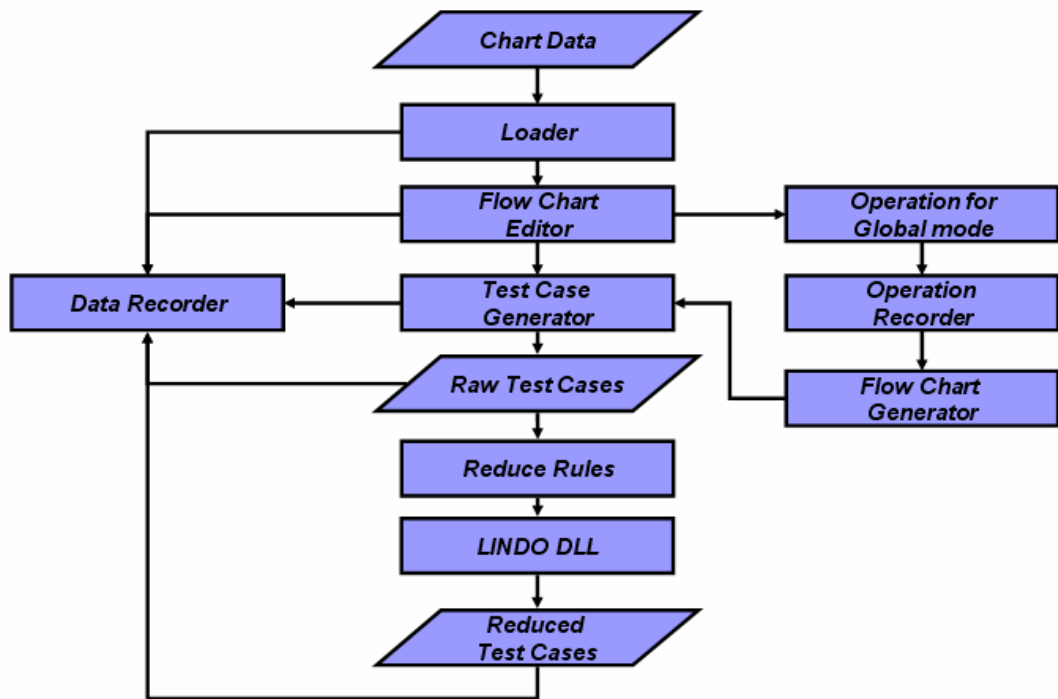 Chart Data
Loader
Flow Chart
Editor
Operation for
Global mode
Data Recorder
Test Case
Generator
Operation
Recorder
Raw Test Cases
Flow Chart
Generator
Reduce Rules
LINDO DLL
Reduced
Test Cases